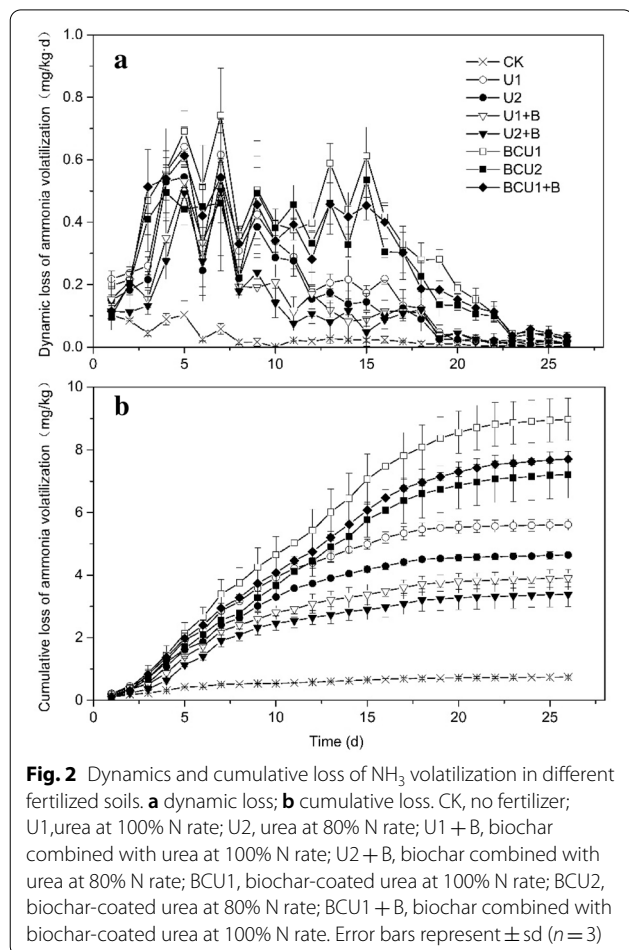 a
Dynamic loss of ammonia volatilization（mg/kg·d）
1.0
0.8
0.6
0.4
0.2
0.0
0
5
10
15
20
25
CK
U1
U2
U1+B
U2+B
BCU1
BCU2
BCU1+B
b
Cumulative loss of ammonia volatilization（mg/kg）
10
8
6
4
2
0
0
5
10
15
20
25
Time (d)
Fig. 2 Dynamics and cumulative loss of NH₃ volatilization in different
fertilized soils. a dynamic loss; b cumulative loss. CK, no fertilizer;
U1,urea at 100% N rate; U2, urea at 80% N rate; U1 + B, biochar
combined with urea at 100% N rate; U2 + B, biochar combined with
urea at 80% N rate; BCU1, biochar-coated urea at 100% N rate; BCU2,
biochar-coated urea at 80% N rate; BCU1 + B, biochar combined with
biochar-coated urea at 100% N rate. Error bars represent ± sd (n = 3)